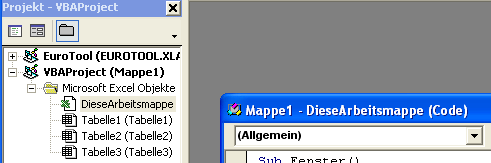 Projekt - VBAProject
EuroTool (EUROTOOL.XLA
VBAProject (Mappe1)
Microsoft Excel Objekte
DieseArbeitsmappe
Tabelle1 (Tabelle1)
Tabelle2 (Tabelle2)
Tabelle3 (Tabelle3)
Mappe1 - DieseArbeitsmappe (Code)
(Allgemein)
Sub Fenster()